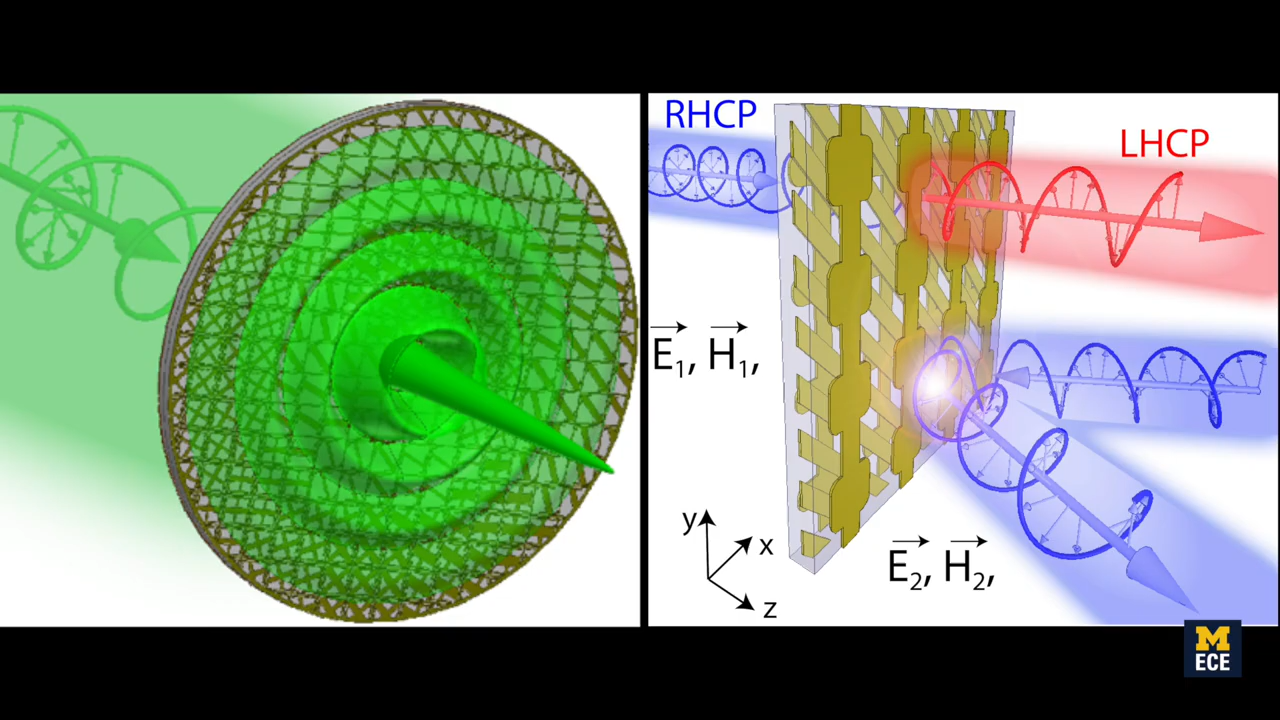 RHCP
LHCP
E₁, H₁,
y
x
z
E₂, H₂,
M
ECE